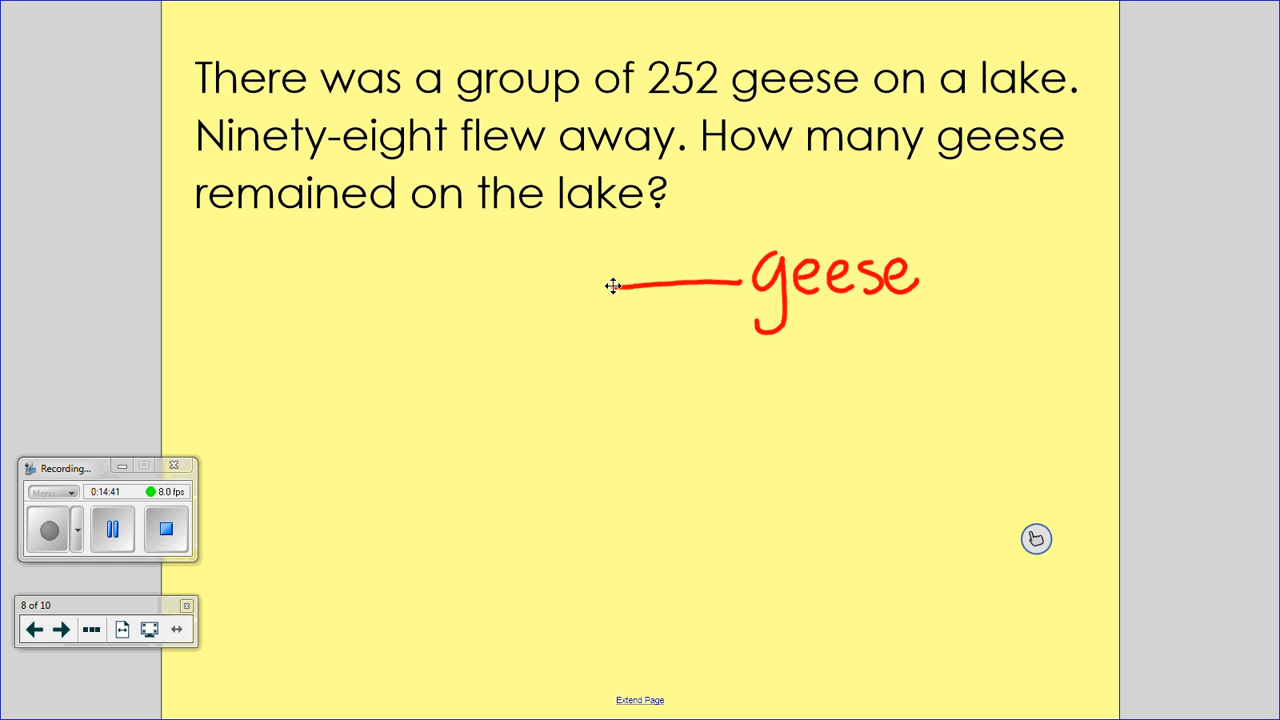 There was a group of 252 geese on a lake.
Ninety-eight flew away. How many geese
remained on the lake?
geese
Recording...
Menu
0:14:41
8.0 fps
8 of 10
Extend Page